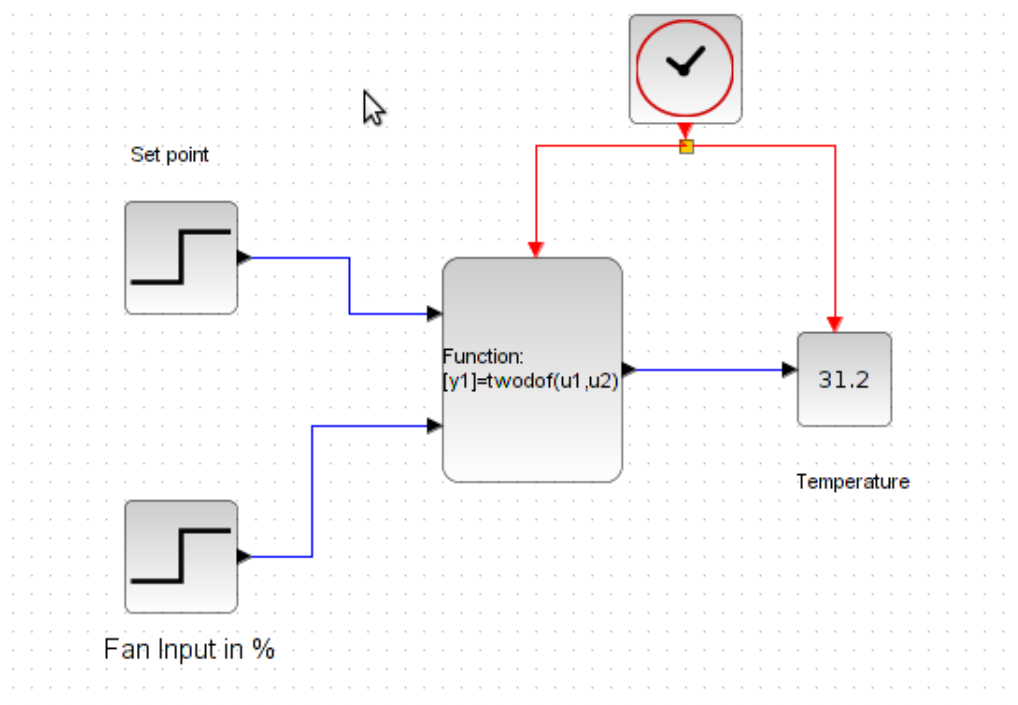 Set point
Function:
[y1]=twodof(u1,u2)
31.2
Temperature
Fan Input in %